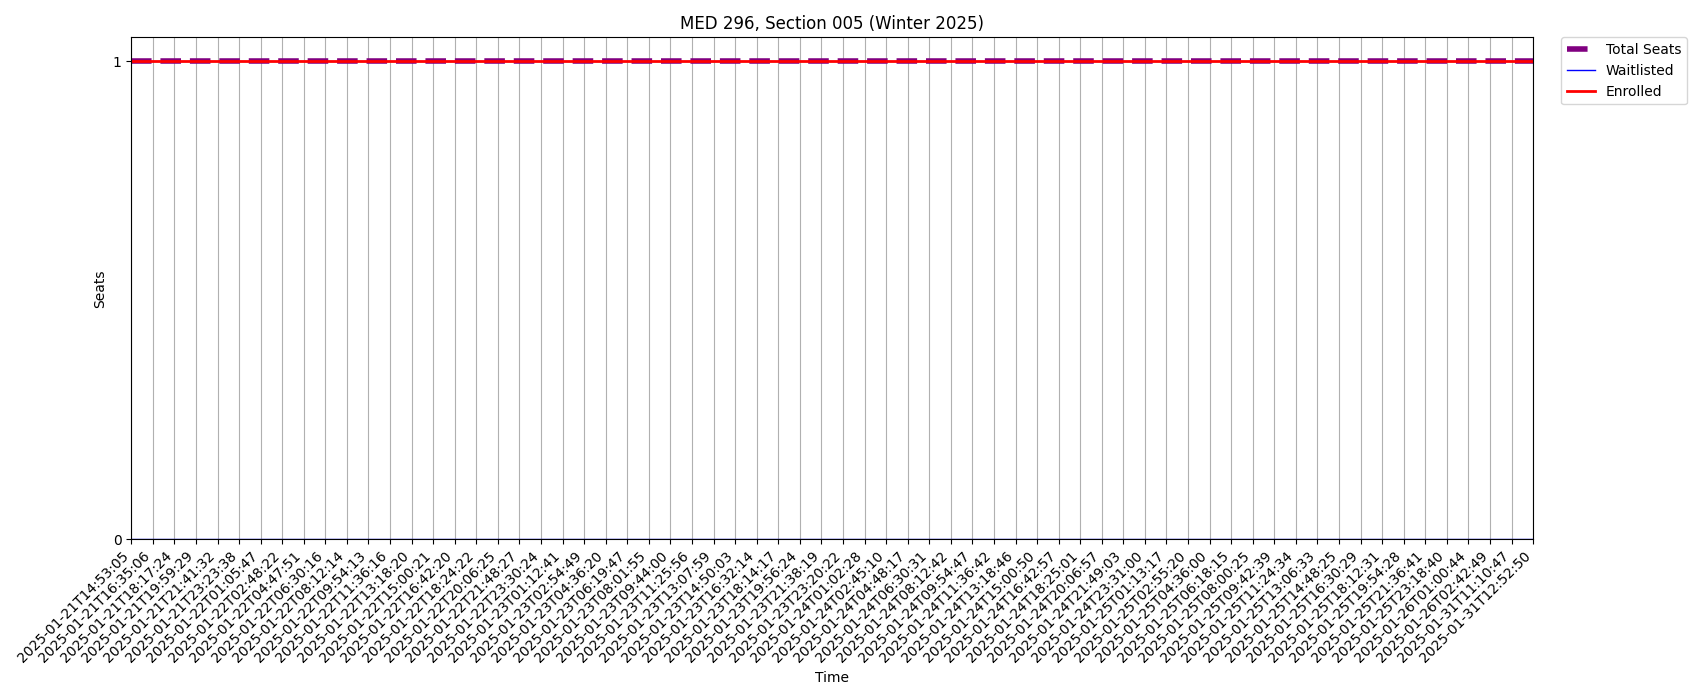 MED 296, Section 005 (Winter 2025)
Total Seats
Waitlisted
Enrolled
1
Seats
0
2025-01-21T14:53:05
2025-01-21T16:35:06
2025-01-21T18:17:24
2025-01-21T19:59:29
2025-01-21T21:41:32
2025-01-21T23:23:38
2025-01-22T01:05:47
2025-01-22T02:48:22
2025-01-22T04:47:51
2025-01-22T06:30:16
2025-01-22T08:12:14
2025-01-22T09:54:13
2025-01-22T11:36:16
2025-01-22T13:18:20
2025-01-22T15:00:21
2025-01-22T16:42:20
2025-01-22T18:24:22
2025-01-22T20:06:25
2025-01-22T21:48:27
2025-01-22T23:30:24
2025-01-23T01:12:41
2025-01-23T02:54:49
2025-01-23T04:36:20
2025-01-23T06:19:47
2025-01-23T08:01:55
2025-01-23T09:44:00
2025-01-23T11:25:56
2025-01-23T13:07:59
2025-01-23T14:50:03
2025-01-23T16:32:14
2025-01-23T18:14:17
2025-01-23T19:56:24
2025-01-23T21:38:19
2025-01-23T23:20:22
2025-01-24T01:02:28
2025-01-24T02:45:10
2025-01-24T04:48:17
2025-01-24T06:30:31
2025-01-24T08:12:42
2025-01-24T09:54:47
2025-01-24T11:36:42
2025-01-24T13:18:46
2025-01-24T15:00:50
2025-01-24T16:42:57
2025-01-24T18:25:01
2025-01-24T20:06:57
2025-01-24T21:49:03
2025-01-24T23:31:00
2025-01-25T01:13:17
2025-01-25T02:55:20
2025-01-25T04:36:00
2025-01-25T06:18:15
2025-01-25T08:00:25
2025-01-25T09:42:39
2025-01-25T11:24:34
2025-01-25T13:06:33
2025-01-25T14:48:25
2025-01-25T16:30:29
2025-01-25T18:12:31
2025-01-25T19:54:28
2025-01-25T21:36:41
2025-01-25T23:18:40
2025-01-26T01:00:44
2025-01-26T02:42:49
2025-01-31T11:10:47
2025-01-31T12:52:50
Time